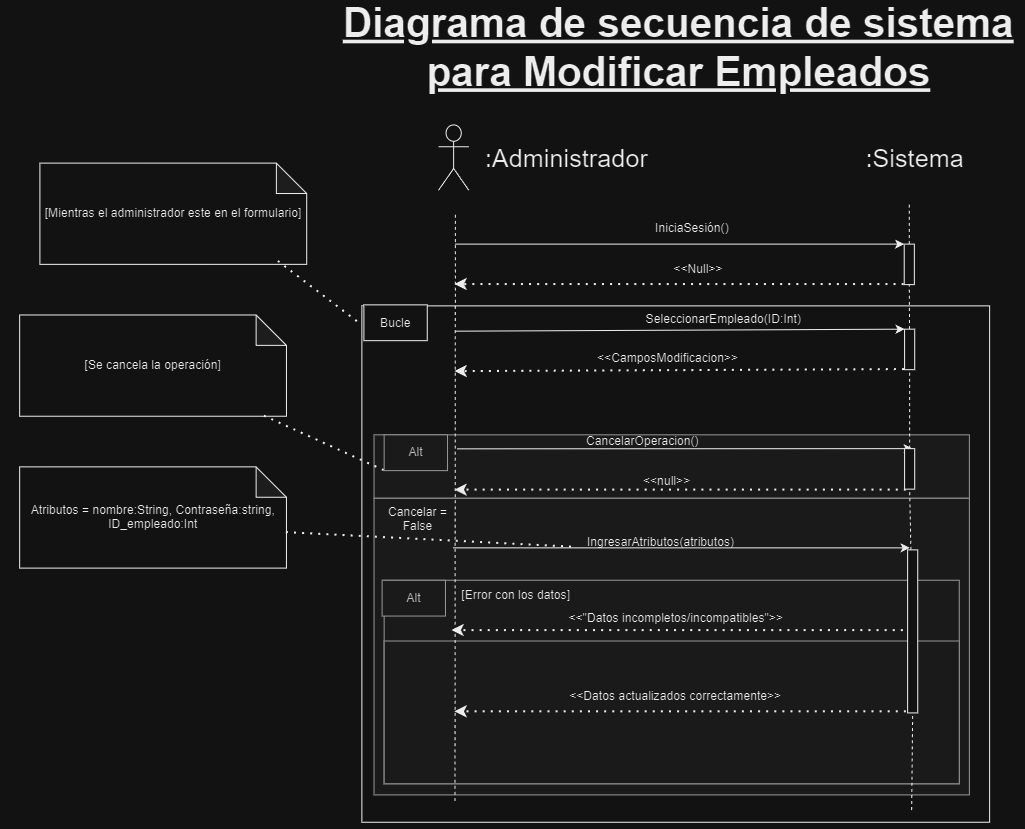 Diagrama de secuencia de sistema
para Modificar Empleados
:Administrador
:Sistema
[Mientras el administrador este en el formulario]
IniciaSesión()
<<Null>>
Bucle
SeleccionarEmpleado(ID:Int)
<<CamposModificacion>>
[Se cancela la operación]
Alt
CancelarOperacion()
<<null>>
Atributos = nombre:String, Contraseña:string,
ID_empleado:Int
Cancelar =
False
IngresarAtributos(atributos)
Alt
[Error con los datos]
<<"Datos incompletos/incompatibles">>
<<Datos actualizados correctamente>>